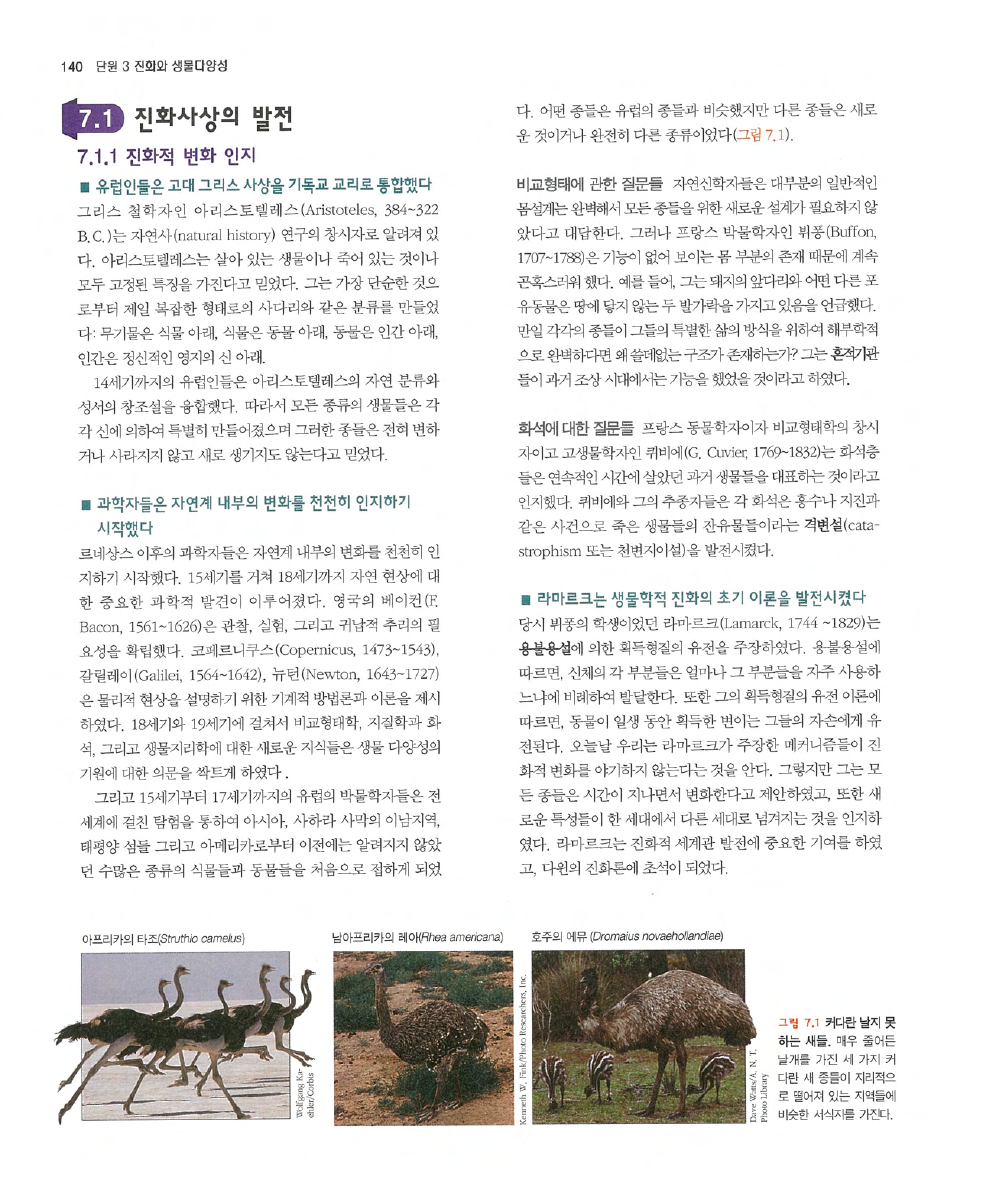 140 단원 3 진화와 생물다양성
7.1 진화사상의 발전
7.1.1 진화적 변화 인지
■ 유럽인들은 고대 그리스 사상을 기독교 교리로 통합했다
그리스 철학자인 아리스토텔레스(Aristoteles, 384~322
B.C.)는 자연사(natural history) 연구의 창시자로 알려져 있
다. 아리스토텔레스는 살아 있는 생물이나 죽어 있는 것이나
모두 고정된 특징을 가진다고 믿었다. 그는 가장 단순한 것으
로부터 제일 복잡한 형태로의 사다리와 같은 분류를 만들었
다: 무기물은 식물 아래, 식물은 동물 아래, 동물은 인간 아래,
인간은 정신적인 영지의 신 아래.
14세기까지의 유럽인들은 아리스토텔레스의 자연 분류와
성서의 창조설을 융합했다. 따라서 모든 종류의 생물들은 각
각 신에 의하여 특별히 만들어졌으며 그러한 종들은 전혀 변하
거나 사라지지 않고 새로 생기지도 않는다고 믿었다.
■ 과학자들은 자연계 내부의 변화를 천천히 인지하기
시작했다
르네상스 이후의 과학자들은 자연계 내부의 변화를 천천히 인
지하기 시작했다. 15세기를 거쳐 18세기까지 자연 현상에 대
한 중요한 과학적 발견이 이루어졌다. 영국의 베이컨(F.
Bacon, 1561~1626)은 관찰, 실험, 그리고 귀납적 추리의 필
요성을 확립했다. 코페르니쿠스(Copernicus, 1473~1543),
갈릴레이(Galilei, 1564~1642), 뉴턴(Newton, 1643~1727)
은 물리적 현상을 설명하기 위한 기계적 방법론과 이론을 제시
하였다. 18세기와 19세기에 걸쳐서 비교형태학, 지질학과 화
석, 그리고 생물지리학에 대한 새로운 지식들은 생물 다양성의
기원에 대한 의문을 싹트게 하였다 .
그리고 15세기부터 17세기까지의 유럽의 박물학자들은 전
세계에 걸친 탐험을 통하여 아시아, 사하라 사막의 이남지역,
태평양 섬들 그리고 아메리카로부터 이전에는 알려지지 않았
던 수많은 종류의 식물들과 동물들을 처음으로 접하게 되었
다. 어떤 종들은 유럽의 종들과 비슷했지만 다른 종들은 새로
운 것이거나 완전히 다른 종류이었다(그림 7.1).
비교형태에 관한 질문들 자연신학자들은 대부분의 일반적인
몸설계는 완벽해서 모든 종들을 위한 새로운 설계가 필요하지 않
았다고 대답한다. 그러나 프랑스 박물학자인 뷔퐁(Buffon,
1707~1788)은 기능이 없어 보이는 몸 부분의 존재 때문에 계속
곤혹스러워 했다. 예를 들어, 그는 돼지의 앞다리와 어떤 다른 포
유동물은 땅에 닿지 않는 두 발가락을 가지고 있음을 언급했다.
만일 각각의 종들이 그들의 특별한 삶의 방식을 위하여 해부학적
으로 완벽하다면 왜 쓸데없는 구조가 존재하는가? 그는 흔적기관
들이 과거 조상 시대에서는 기능을 했었을 것이라고 하였다.
화석에 대한 질문들 프랑스 동물학자이자 비교형태학의 창시
자이고 고생물학자인 퀴비에(G. Cuvier, 1769~1832)는 화석층
들은 연속적인 시간에 살았던 과거 생물들을 대표하는 것이라고
인지했다. 퀴비에와 그의 추종자들은 각 화석은 홍수나 지진과
같은 사건으로 죽은 생물들의 잔유물들이라는 격변설(cata-
strophism 또는 천변지이설)을 발전시켰다.
■ 라마르크는 생물학적 진화의 초기 이론을 발전시켰다
당시 뷔퐁의 학생이었던 라마르크(Lamarck, 1744 ~1829)는
용불용설에 의한 획득형질의 유전을 주장하였다. 용불용설에
따르면, 신체의 각 부분들은 얼마나 그 부분들을 자주 사용하
느냐에 비례하여 발달한다. 또한 그의 획득형질의 유전 이론에
따르면, 동물이 일생 동안 획득한 변이는 그들의 자손에게 유
전된다. 오늘날 우리는 라마르크가 주장한 메커니즘들이 진
화적 변화를 야기하지 않는다는 것을 안다. 그렇지만 그는 모
든 종들은 시간이 지나면서 변화한다고 제안하였고, 또한 새
로운 특성들이 한 세대에서 다른 세대로 넘겨지는 것을 인지하
였다. 라마르크는 진화적 세계관 발전에 중요한 기여를 하였
고, 다윈의 진화론에 초석이 되었다.
아프리카의 타조(Struthio camelus)
남아프리카의 레아(Rhea americana)
호주의 에뮤 (Dromaius novaehollandiae)
Wolfgang Ka-
ehler/Corbis
Kenneth W. Fink/Photo Researchers, Inc.
Dave Watts/A. N. T.
Photo Library
그림 7.1 커다란 날지 못
하는 새들. 매우 줄어든
날개를 가진 세 가지 커
다란 새 종들이 지리적으
로 떨어져 있는 지역들에
비슷한 서식지를 가진다.